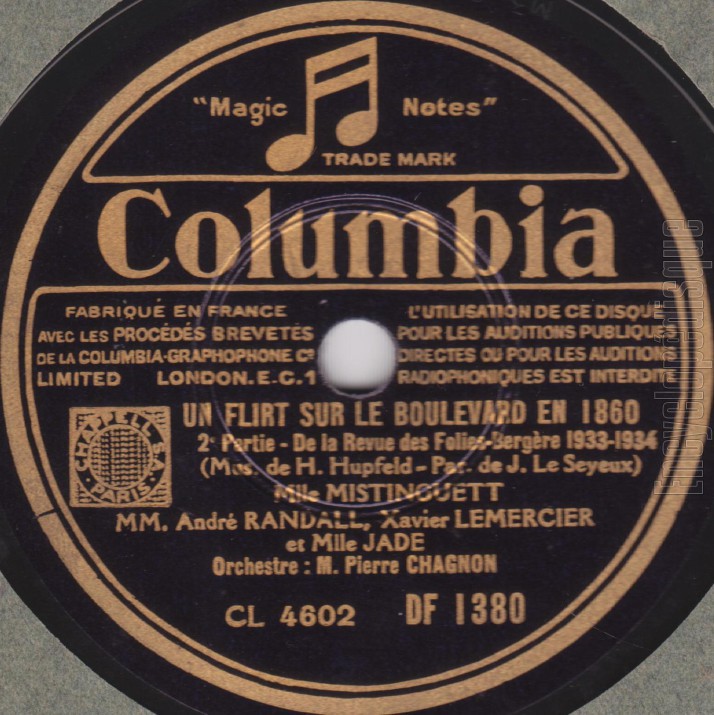 "Magic Notes"
TRADE MARK
Columbia
FABRIQUÉ EN FRANCE
AVEC LES PROCÉDÉS BREVETÉS
DE LA COLUMBIA-GRAPHOPHONE Cº
LIMITED LONDON.E.C.1
L'UTILISATION DE CE DISQUE
POUR LES AUDITIONS PUBLIQUES
DIRECTES OU POUR LES AUDITIONS
RADIOPHONIQUES EST INTERDITE
CHAPPELL S.A.
PARIS
UN FLIRT SUR LE BOULEVARD EN 1860
2e Partie - De la Revue des Folies-Bergère 1933-1934
(Mus. de H. Hupfeld - Par. de J. Le Seyeux)
Mlle MISTINGUETT
MM. André RANDALL, Xavier LEMERCIER
et Mlle JADE
Orchestre : M. Pierre CHAGNON
CL 4602 DF 1380
Encyclopédisque